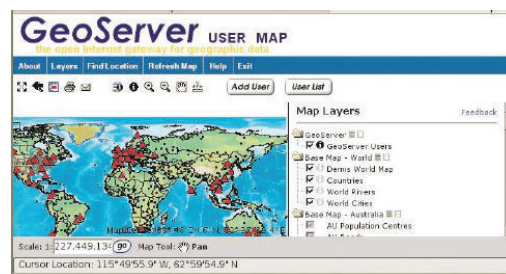 GeoServer USER MAP
the open internet gateway for geographic data
About Layers Find Location Refresh Map Help Exit
Add User User List
Map Layers Feedback
GeoServer
GeoServer Users
Base Map - World
Demis World Map
Countries
World Rivers
World Cities
Base Map - Australia
AU Population Centres
Scale: 1: 227.449.13 go Map Tool: Pan
Cursor Location: 115°49'55.9" W, 62°59'54.9" N